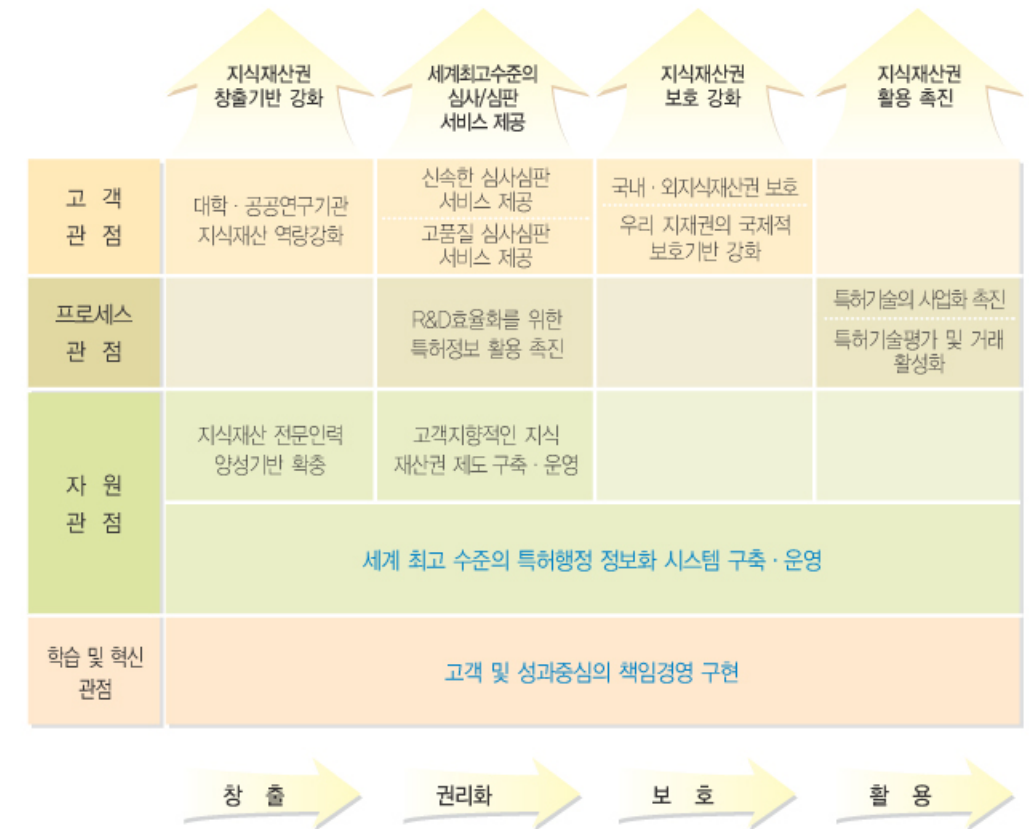 지식재산권
창출기반 강화
세계최고수준의
심사/심판
서비스 제공
지식재산권
보호 강화
지식재산권
활용 촉진
고 객
관 점
대학 · 공공연구기관
지식재산 역량강화
신속한 심사심판
서비스 제공
고품질 심사심판
서비스 제공
국내 · 외지식재산권 보호
우리 지재권의 국제적
보호기반 강화
프로세스
관 점
R&D효율화를 위한
특허정보 활용 촉진
특허기술의 사업화 촉진
특허기술평가 및 거래
활성화
자 원
관 점
지식재산 전문인력
양성기반 확충
고객지향적인 지식
재산권 제도 구축 · 운영
세계 최고 수준의 특허행정 정보화 시스템 구축 · 운영
학습 및 혁신
관점
고객 및 성과중심의 책임경영 구현
창 출
권리화
보 호
활 용